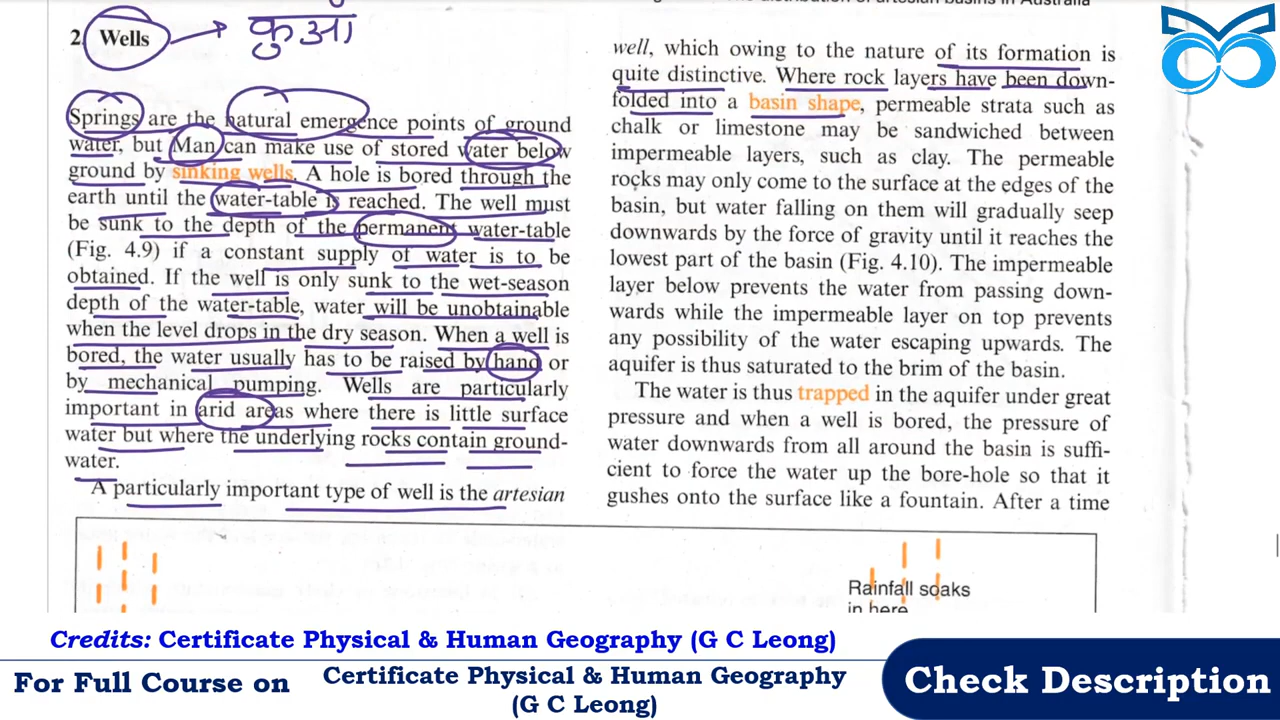 2. Wells → कुआ
Springs are the natural emergence points of ground
water, but Man can make use of stored water below
ground by sinking wells. A hole is bored through the
earth until the water-table is reached. The well must
be sunk to the depth of the permanent water-table
(Fig. 4.9) if a constant supply of water is to be
obtained. If the well is only sunk to the wet-season
depth of the water-table, water will be unobtainable
when the level drops in the dry season. When a well is
bored, the water usually has to be raised by hand or
by mechanical pumping. Wells are particularly
important in arid areas where there is little surface
water but where the underlying rocks contain ground-
water.
A particularly important type of well is the artesian
well, which owing to the nature of its formation is
quite distinctive. Where rock layers have been down-
folded into a basin shape, permeable strata such as
chalk or limestone may be sandwiched between
impermeable layers, such as clay. The permeable
rocks may only come to the surface at the edges of the
basin, but water falling on them will gradually seep
downwards by the force of gravity until it reaches the
lowest part of the basin (Fig. 4.10). The impermeable
layer below prevents the water from passing down-
wards while the impermeable layer on top prevents
any possibility of the water escaping upwards. The
aquifer is thus saturated to the brim of the basin.
The water is thus trapped in the aquifer under great
pressure and when a well is bored, the pressure of
water downwards from all around the basin is suffi-
cient to force the water up the bore-hole so that it
gushes onto the surface like a fountain. After a time
Rainfall soaks
in here
Credits: Certificate Physical & Human Geography (G C Leong)
For Full Course on
Certificate Physical & Human Geography
(G C Leong)
Check Description